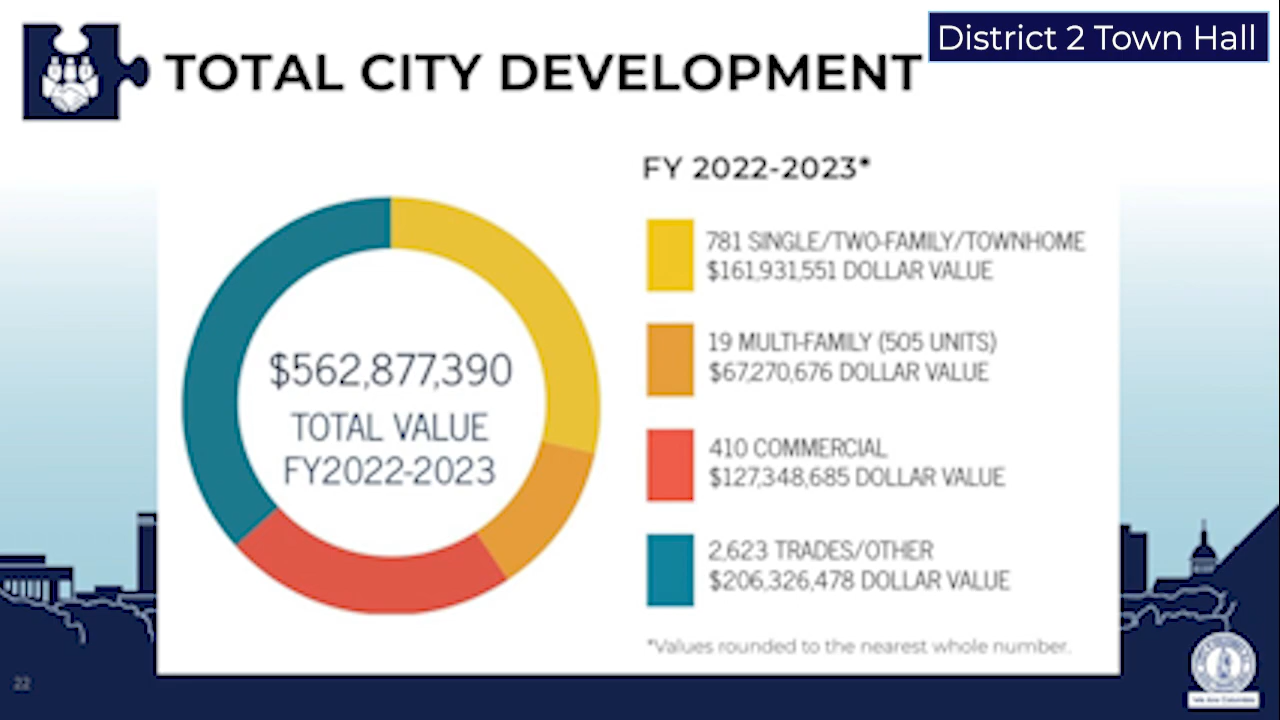 District 2 Town Hall
TOTAL CITY DEVELOPMENT
FY 2022-2023*
781 SINGLE/TWO-FAMILY/TOWNHOME
$161,931,551 DOLLAR VALUE
19 MULTI-FAMILY (505 UNITS)
$67,270,676 DOLLAR VALUE
410 COMMERCIAL
$127,348,685 DOLLAR VALUE
2,623 TRADES/OTHER
$206,326,478 DOLLAR VALUE
*Values rounded to the nearest whole number.
$562,877,390
TOTAL VALUE
FY2022-2023
22
We Are Columbia